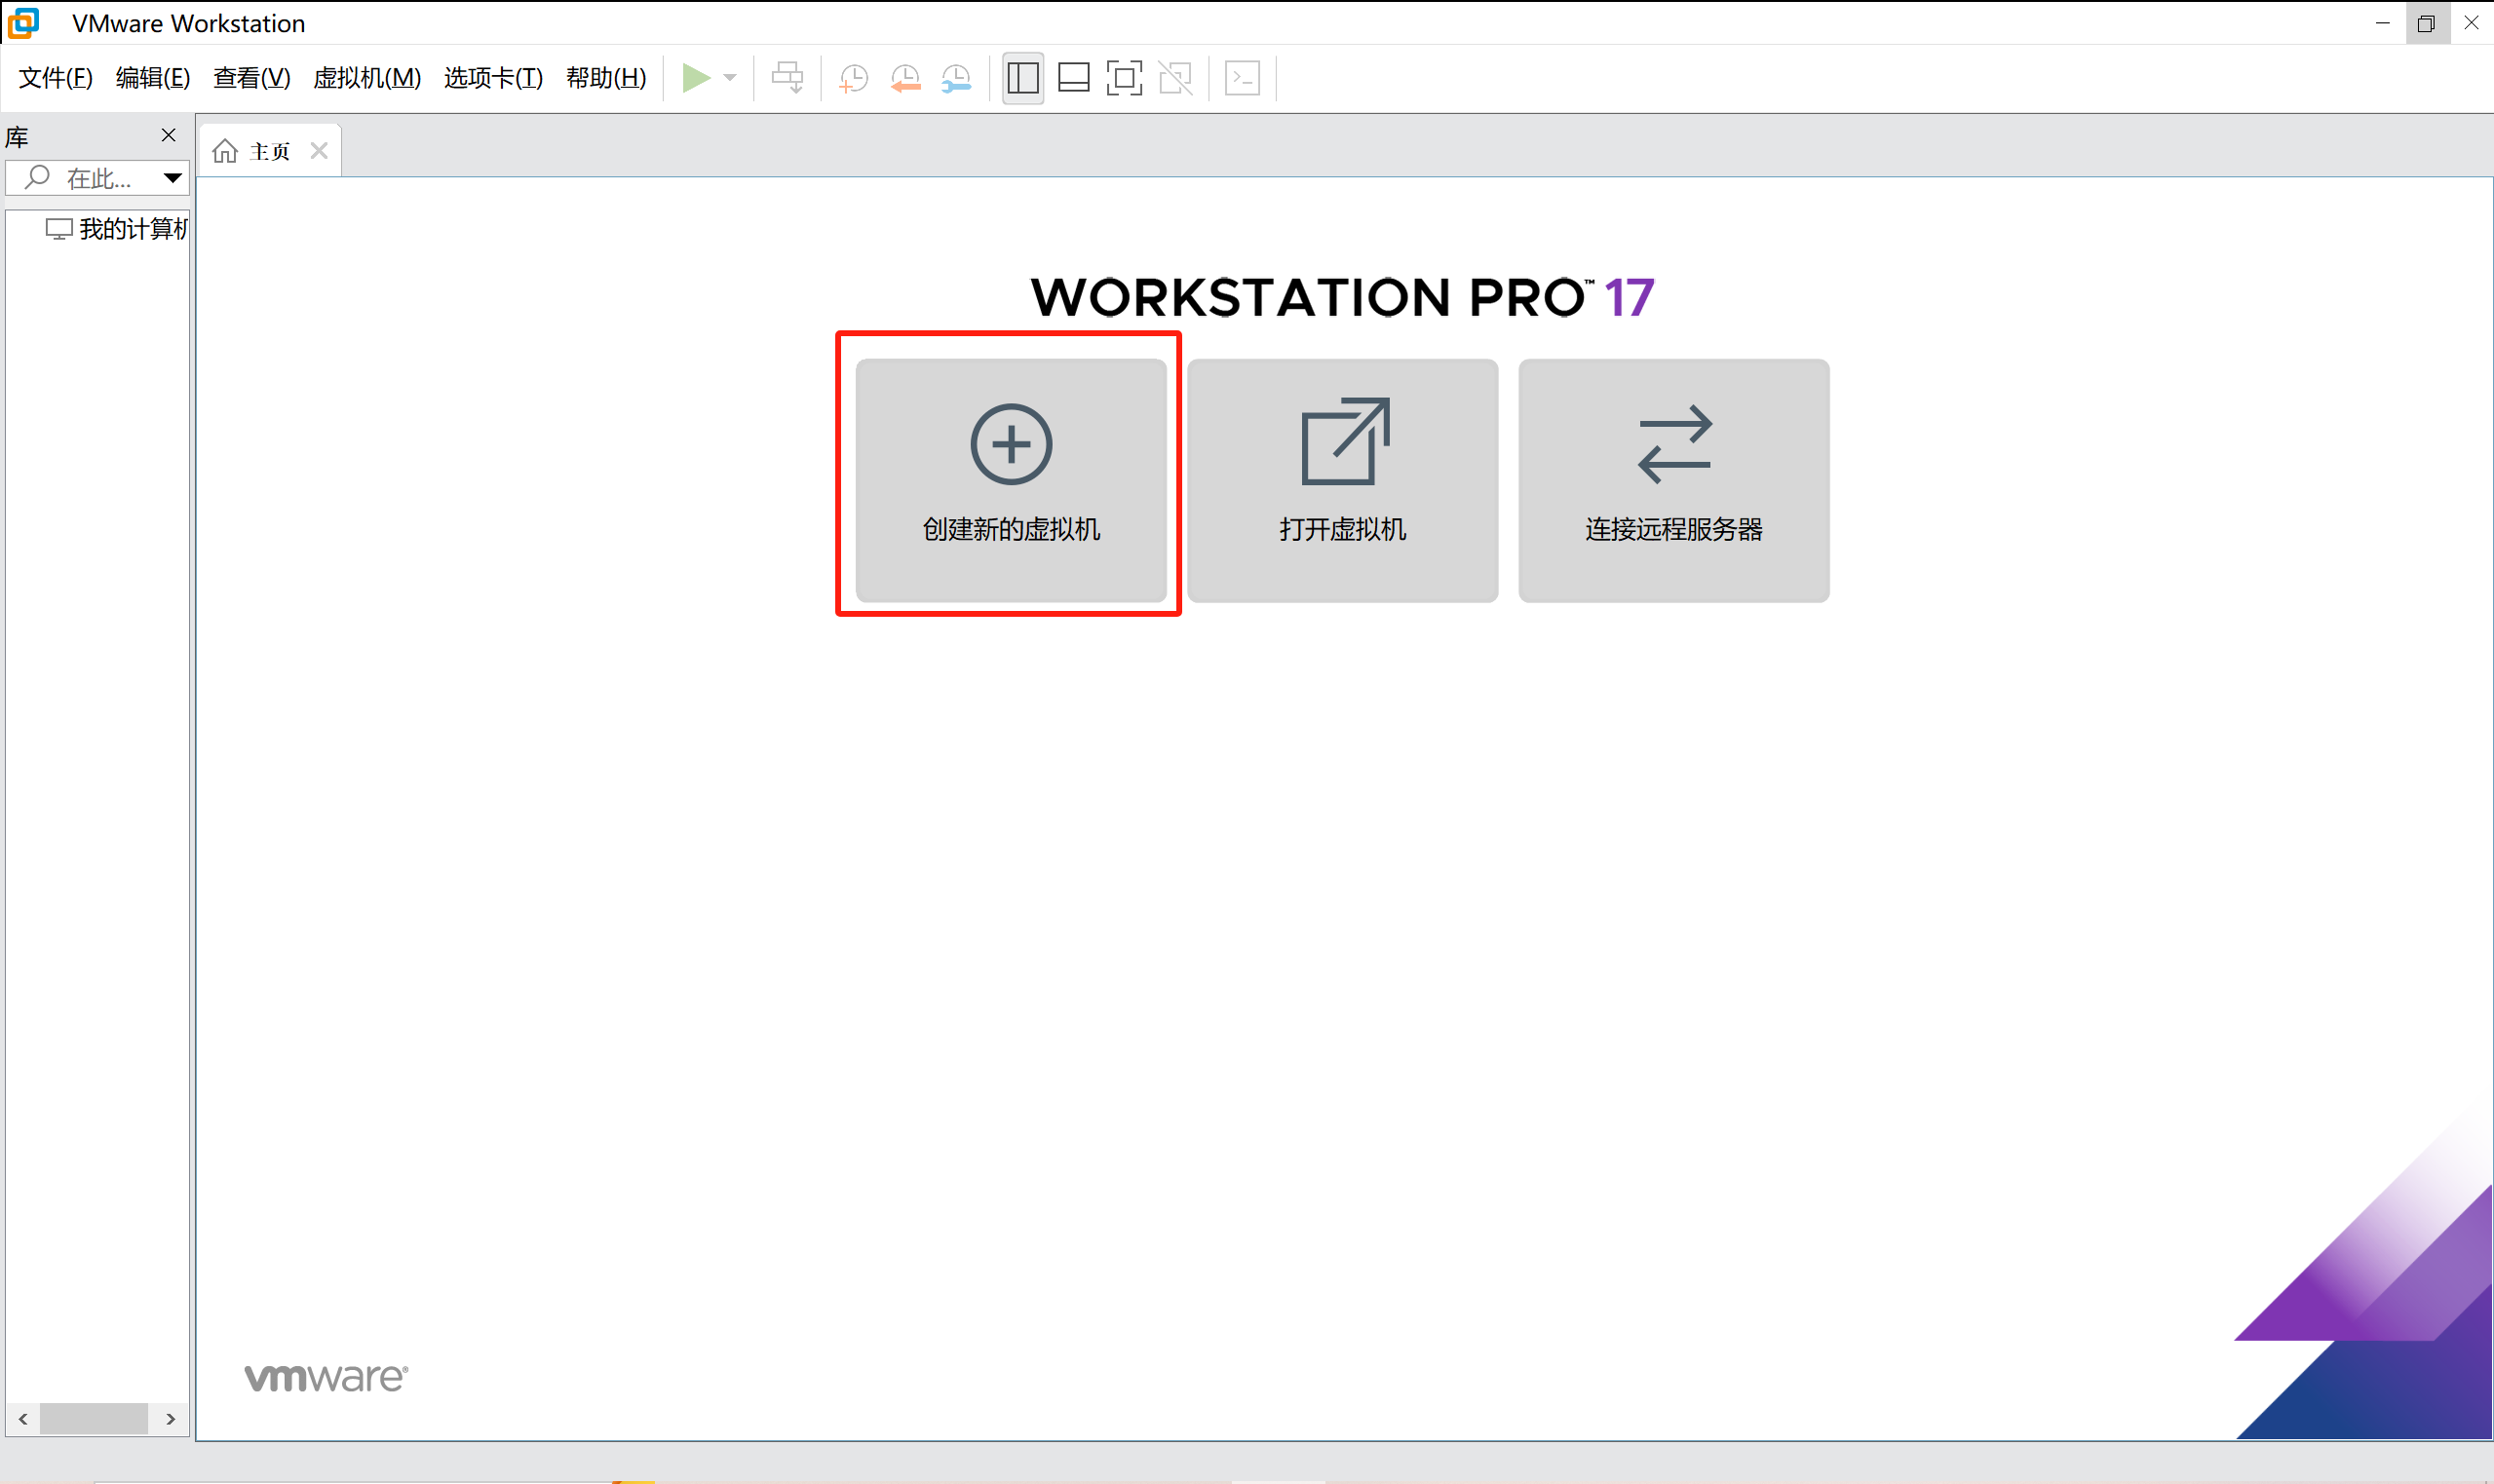 VMware Workstation
文件(F) 编辑(E) 查看(V) 虚拟机(M) 选项卡(T) 帮助(H)
库
在此...
我的计算机
主页
WORKSTATION PRO™ 17
创建新的虚拟机
打开虚拟机
连接远程服务器
vmware®